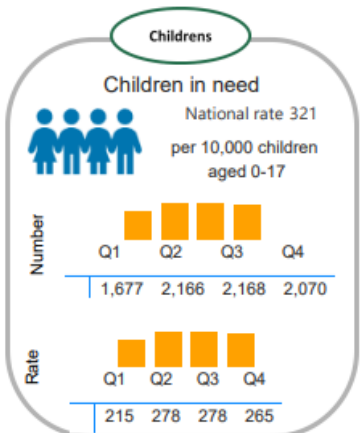 Childrens
Children in need
National rate 321
per 10,000 children
aged 0-17
Number
Q1 Q2 Q3 Q4
1,677 2,166 2,168 2,070
Rate
Q1 Q2 Q3 Q4
215 278 278 265